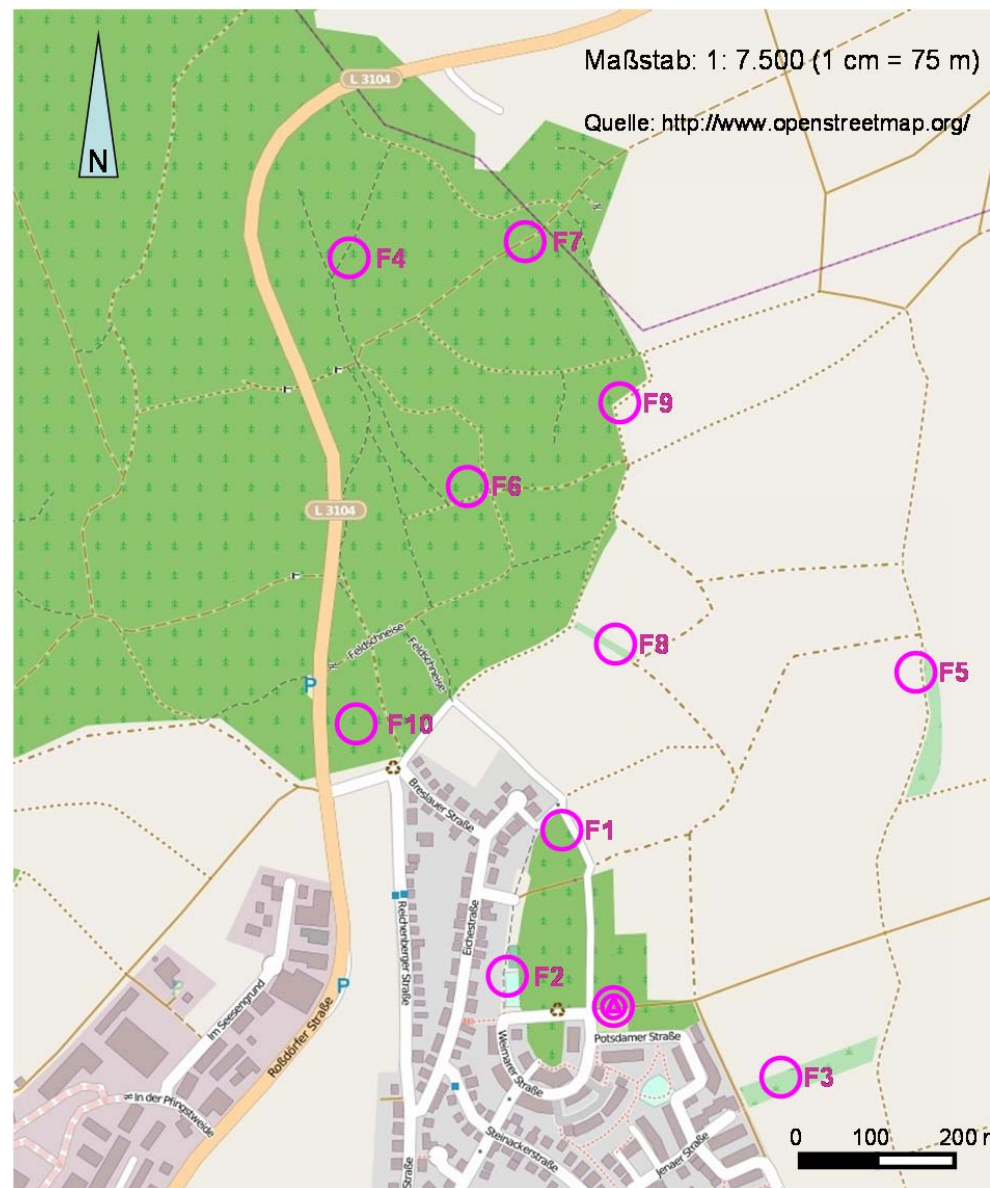 Maßstab: 1: 7.500 (1 cm = 75 m)
L 3104
Quelle: http://www.openstreetmap.org/
N
F7
F4
F9
F6
L 3104
Feldschneise
Feldschneise
F8
F5
P
F10
Breslauer Straße
F1
Reichenberger Straße
Eichestraße
F2
P
P
Im Seesengrund
Roßdörfer Straße
Weimarer Straße
Potsdamer Straße
F3
In der Pfingstweide
Steinackerstraße
Jenaer Straße
Straße
0 100 200 m